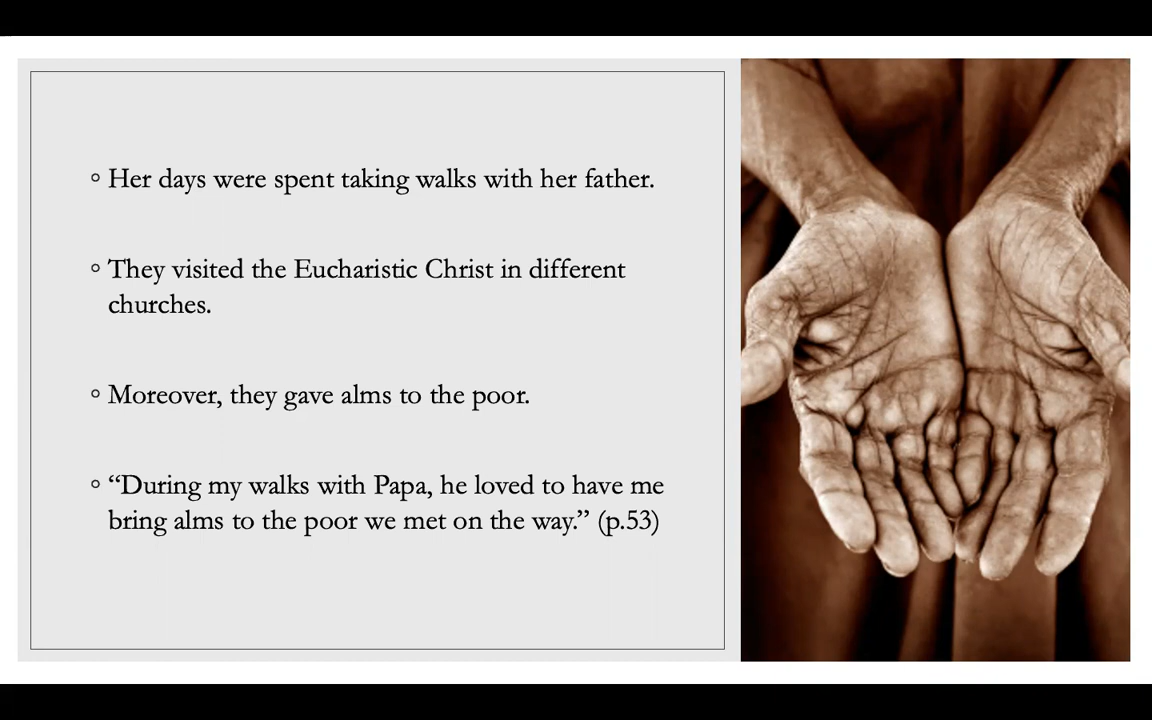 ◦ Her days were spent taking walks with her father.
◦ They visited the Eucharistic Christ in different
churches.
◦ Moreover, they gave alms to the poor.
◦ “During my walks with Papa, he loved to have me
bring alms to the poor we met on the way.” (p.53)